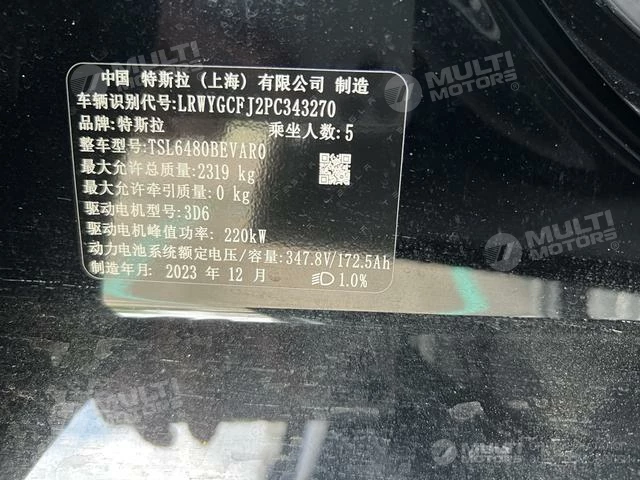 MULTI MOTORS
MULTI MOTORS
中国 特斯拉（上海）有限公司 制造
车辆识别代号:LRWYGCFJ2PC343270
品牌:特斯拉 乘坐人数:5
整车型号:TSL6480BEVAR0
最大允许总质量:2319 kg
最大允许牵引质量:0 kg
驱动电机型号:3D6
驱动电机峰值功率: 220kW
动力电池系统额定电压/容量:347.8V/172.5Ah
制造年月: 2023 年 12 月 1.0%
MULTI MOTORS
MULTI MOTORS
MULTI MOTORS